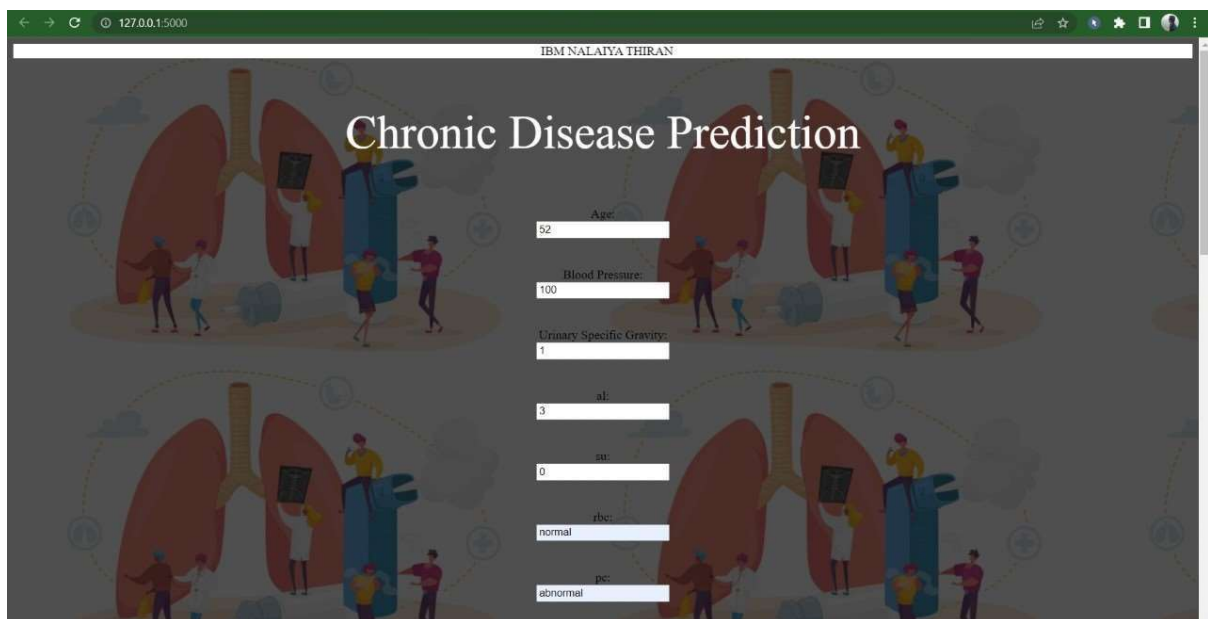 127.0.0.1:5000
IBM NALAIYA THIRAN
Chronic Disease Prediction
Age:
52
Blood Pressure:
100
Urinary Specific Gravity:
1
al:
3
su:
0
rbc:
normal
pc:
abnormal